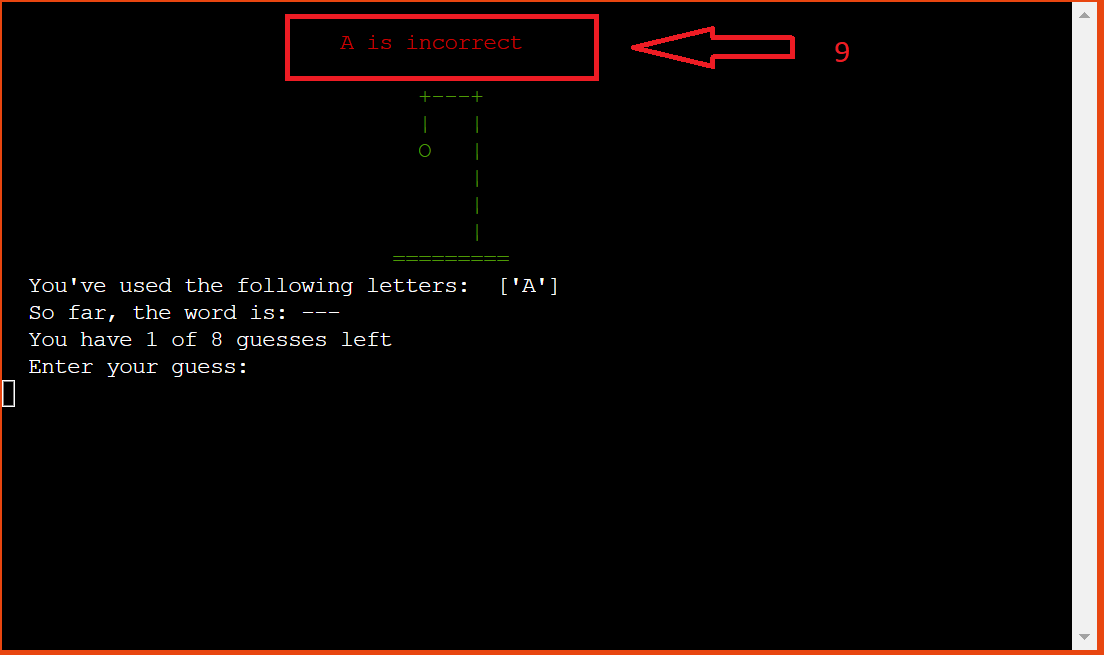 A is incorrect
9
+---+
|   |
O   |
    |
    |
    |
=========
You've used the following letters:  ['A']
So far, the word is: ---
You have 1 of 8 guesses left
Enter your guess: